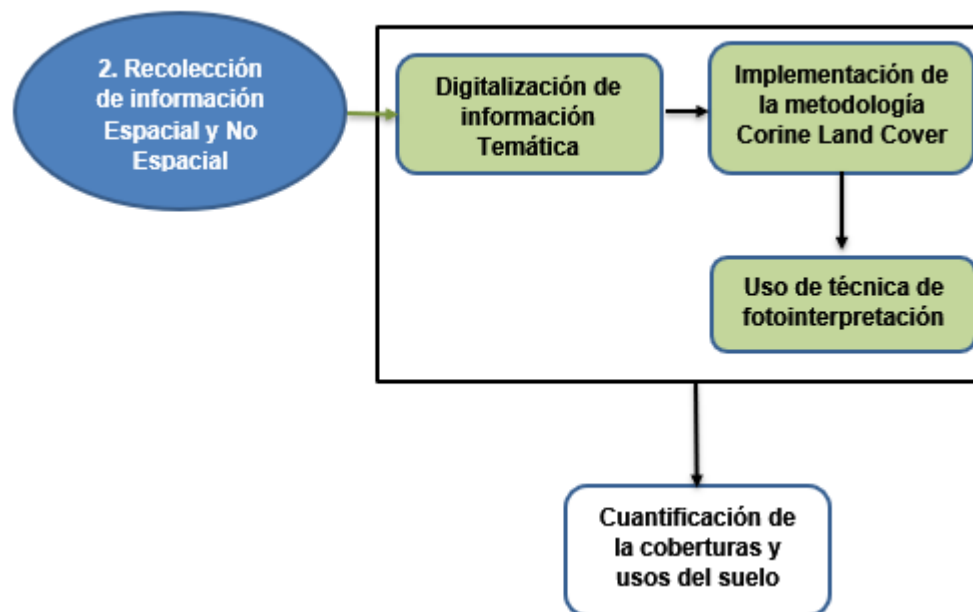 2. Recolección
de información
Espacial y No
Espacial
Digitalización de
información
Temática
Implementación de
la metodología
Corine Land Cover
Uso de técnica de
fotointerpretación
Cuantificación de
la coberturas y
usos del suelo